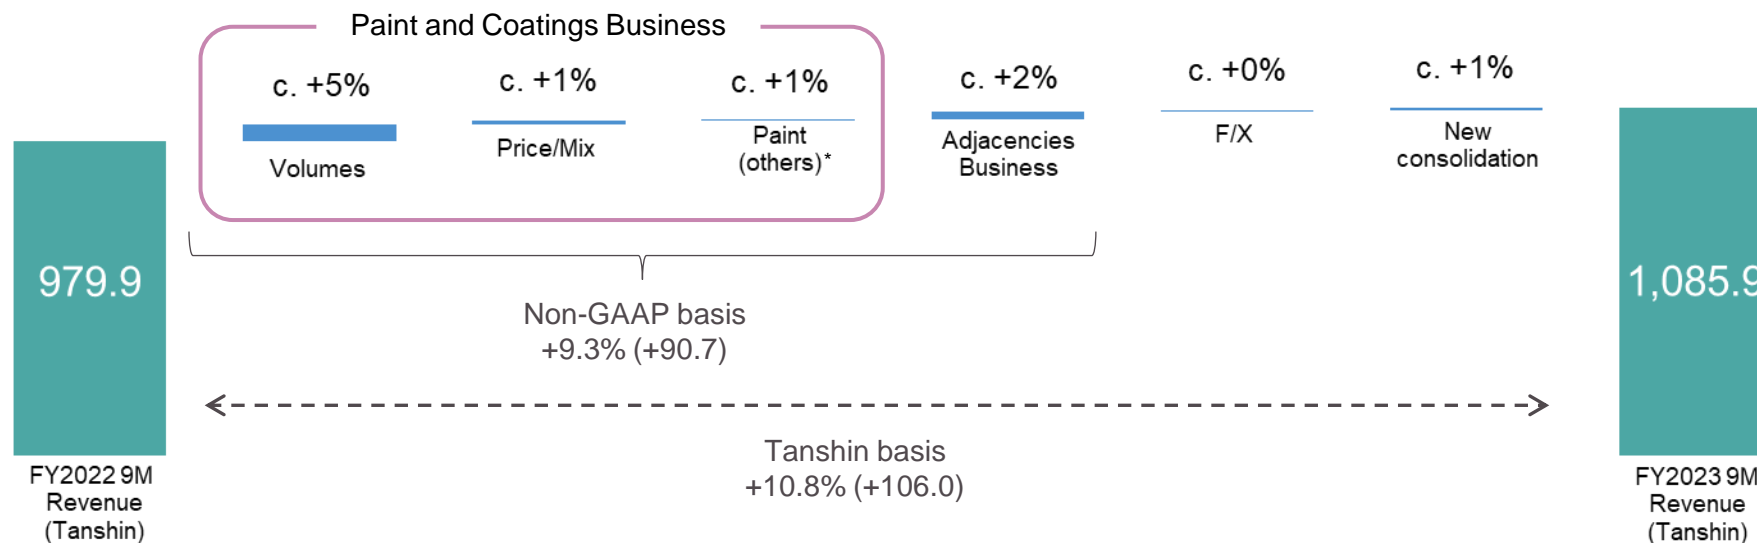 Paint and Coatings Business
c. +5%
Volumes
c. +1%
Price/Mix
c. +1%
Paint
(others)*
c. +2%
Adjacencies
Business
c. +0%
F/X
c. +1%
New
consolidation
979.9
FY2022 9M
Revenue
(Tanshin)
Non-GAAP basis
+9.3% (+90.7)
Tanshin basis
+10.8% (+106.0)
1,085.9
FY2023 9M
Revenue
(Tanshin)